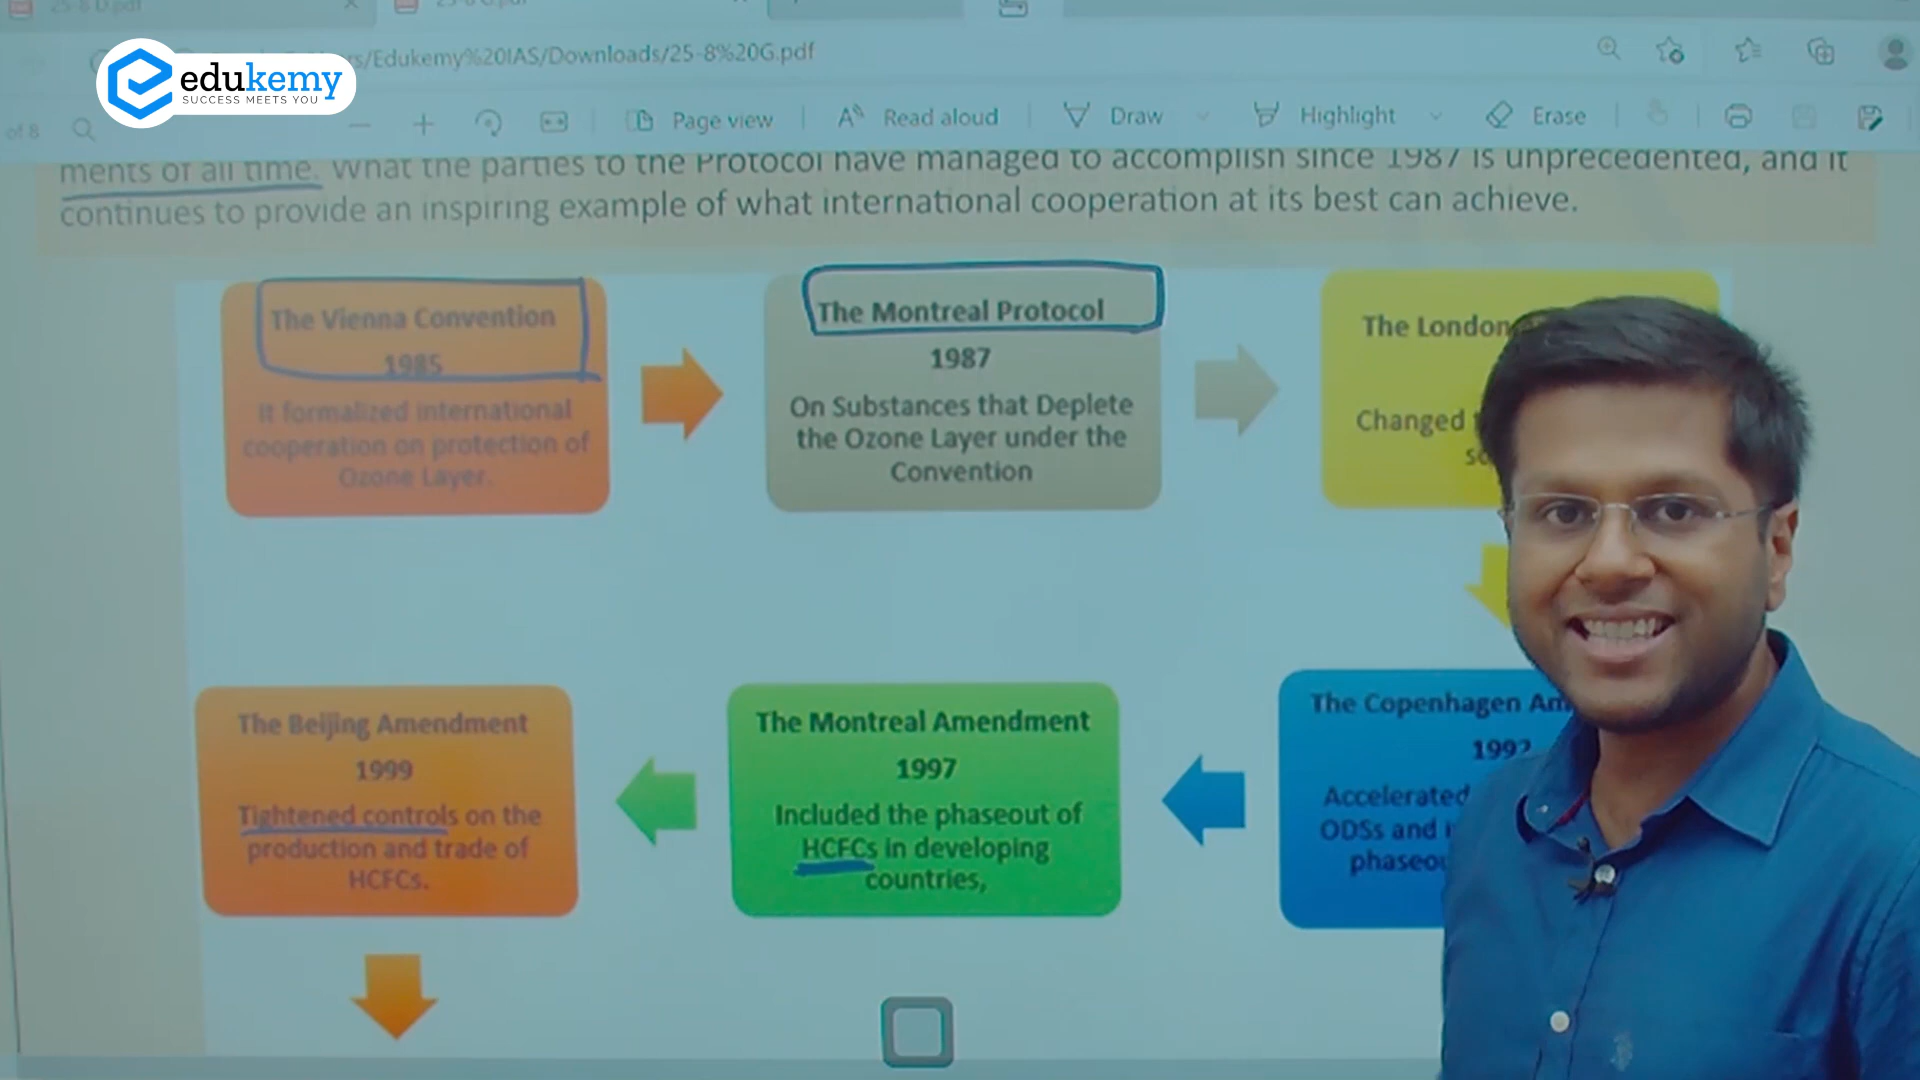 25-8 D.pdf
edukemy
SUCCESS MEETS YOU
rs/Edukemy%20IAS/Downloads/25-8%20G.pdf
of 8
Page view
Read aloud
Draw
Highlight
Erase
ments of all time. What the parties to the Protocol have managed to accomplish since 1987 is unprecedented, and it
continues to provide an inspiring example of what international cooperation at its best can achieve.
The Vienna Convention
1985
It formalized international
cooperation on protection of
Ozone Layer.
The Montreal Protocol
1987
On Substances that Deplete
the Ozone Layer under the
Convention
The London
Changed
The Copenhagen Am
1992
Accelerated
ODSs and
phaseou
The Montreal Amendment
1997
Included the phaseout of
HCFCs in developing
countries,
The Beijing Amendment
1999
Tightened controls on the
production and trade of
HCFCs.